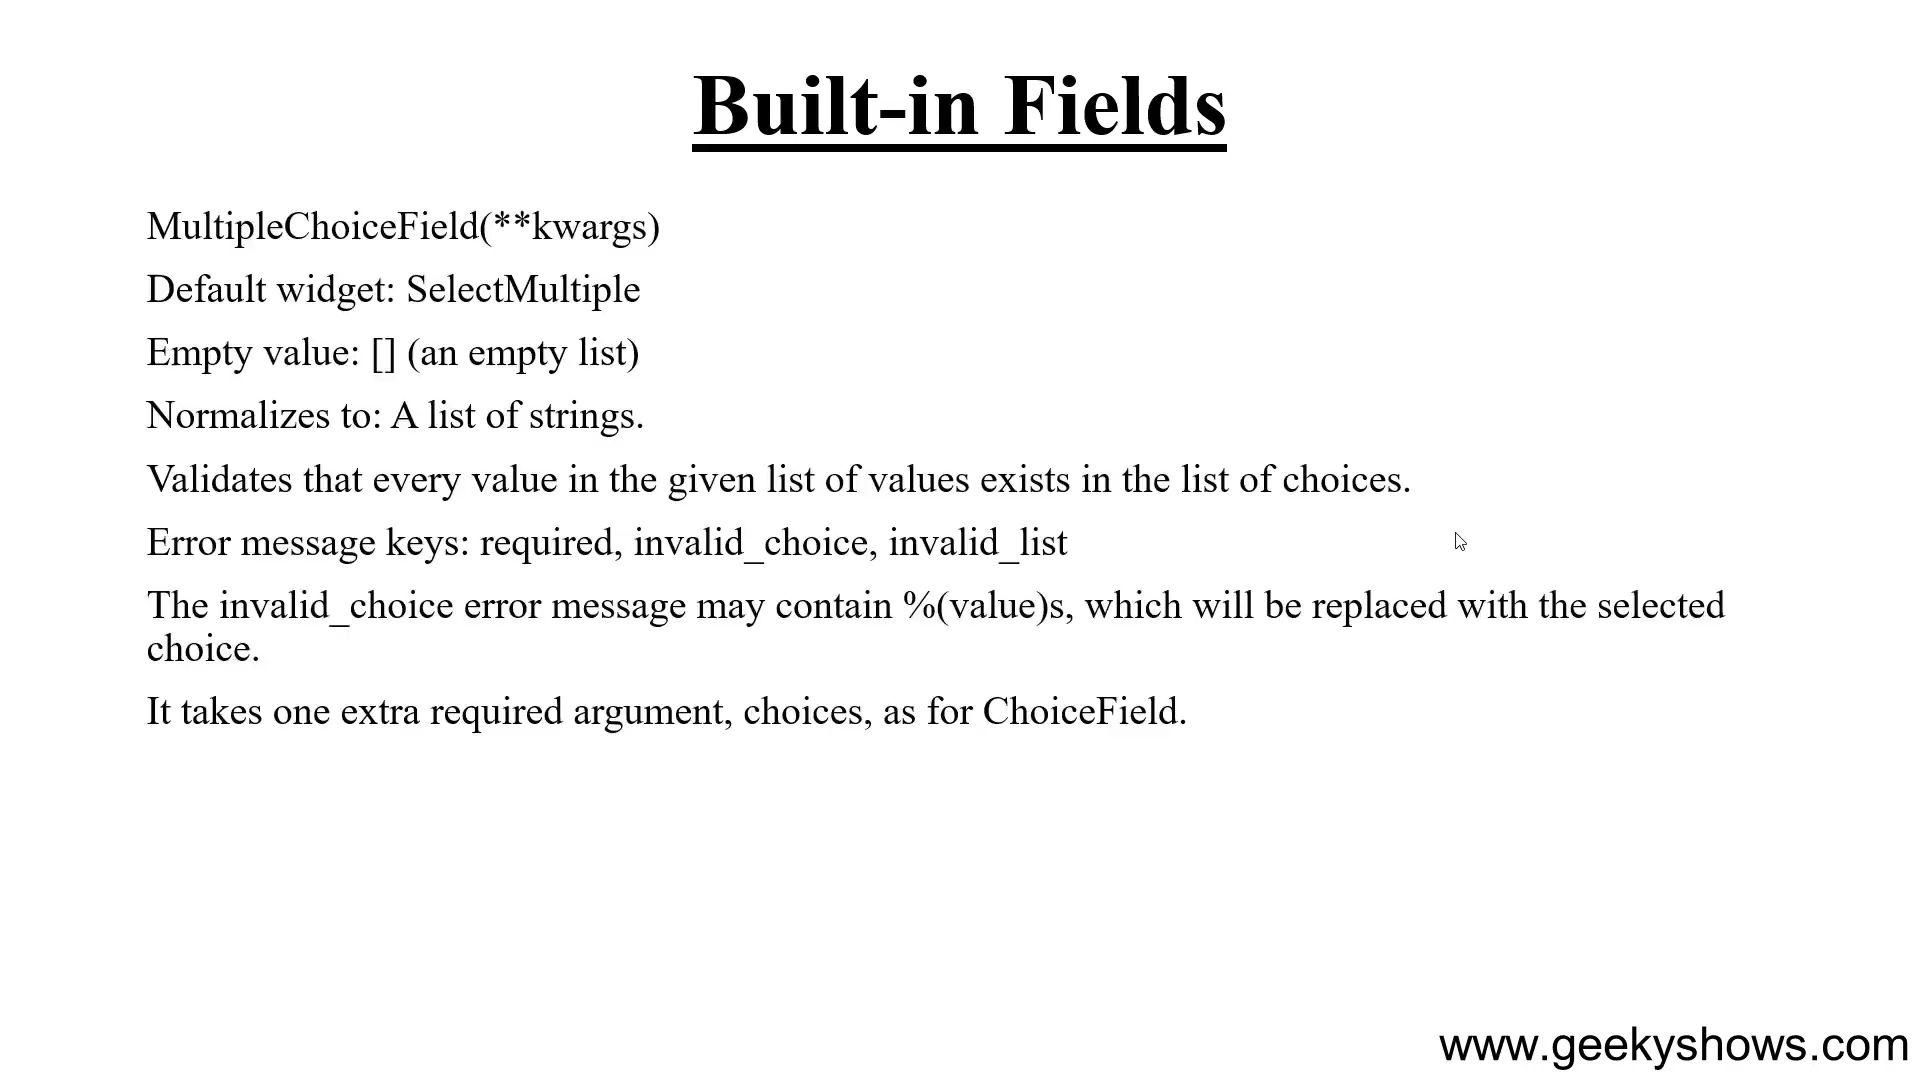 Built-in Fields
MultipleChoiceField(**kwargs)
Default widget: SelectMultiple
Empty value: [] (an empty list)
Normalizes to: A list of strings.
Validates that every value in the given list of values exists in the list of choices.
Error message keys: required, invalid_choice, invalid_list
The invalid_choice error message may contain %(value)s, which will be replaced with the selected
choice.
It takes one extra required argument, choices, as for ChoiceField.
www.geekyshows.com